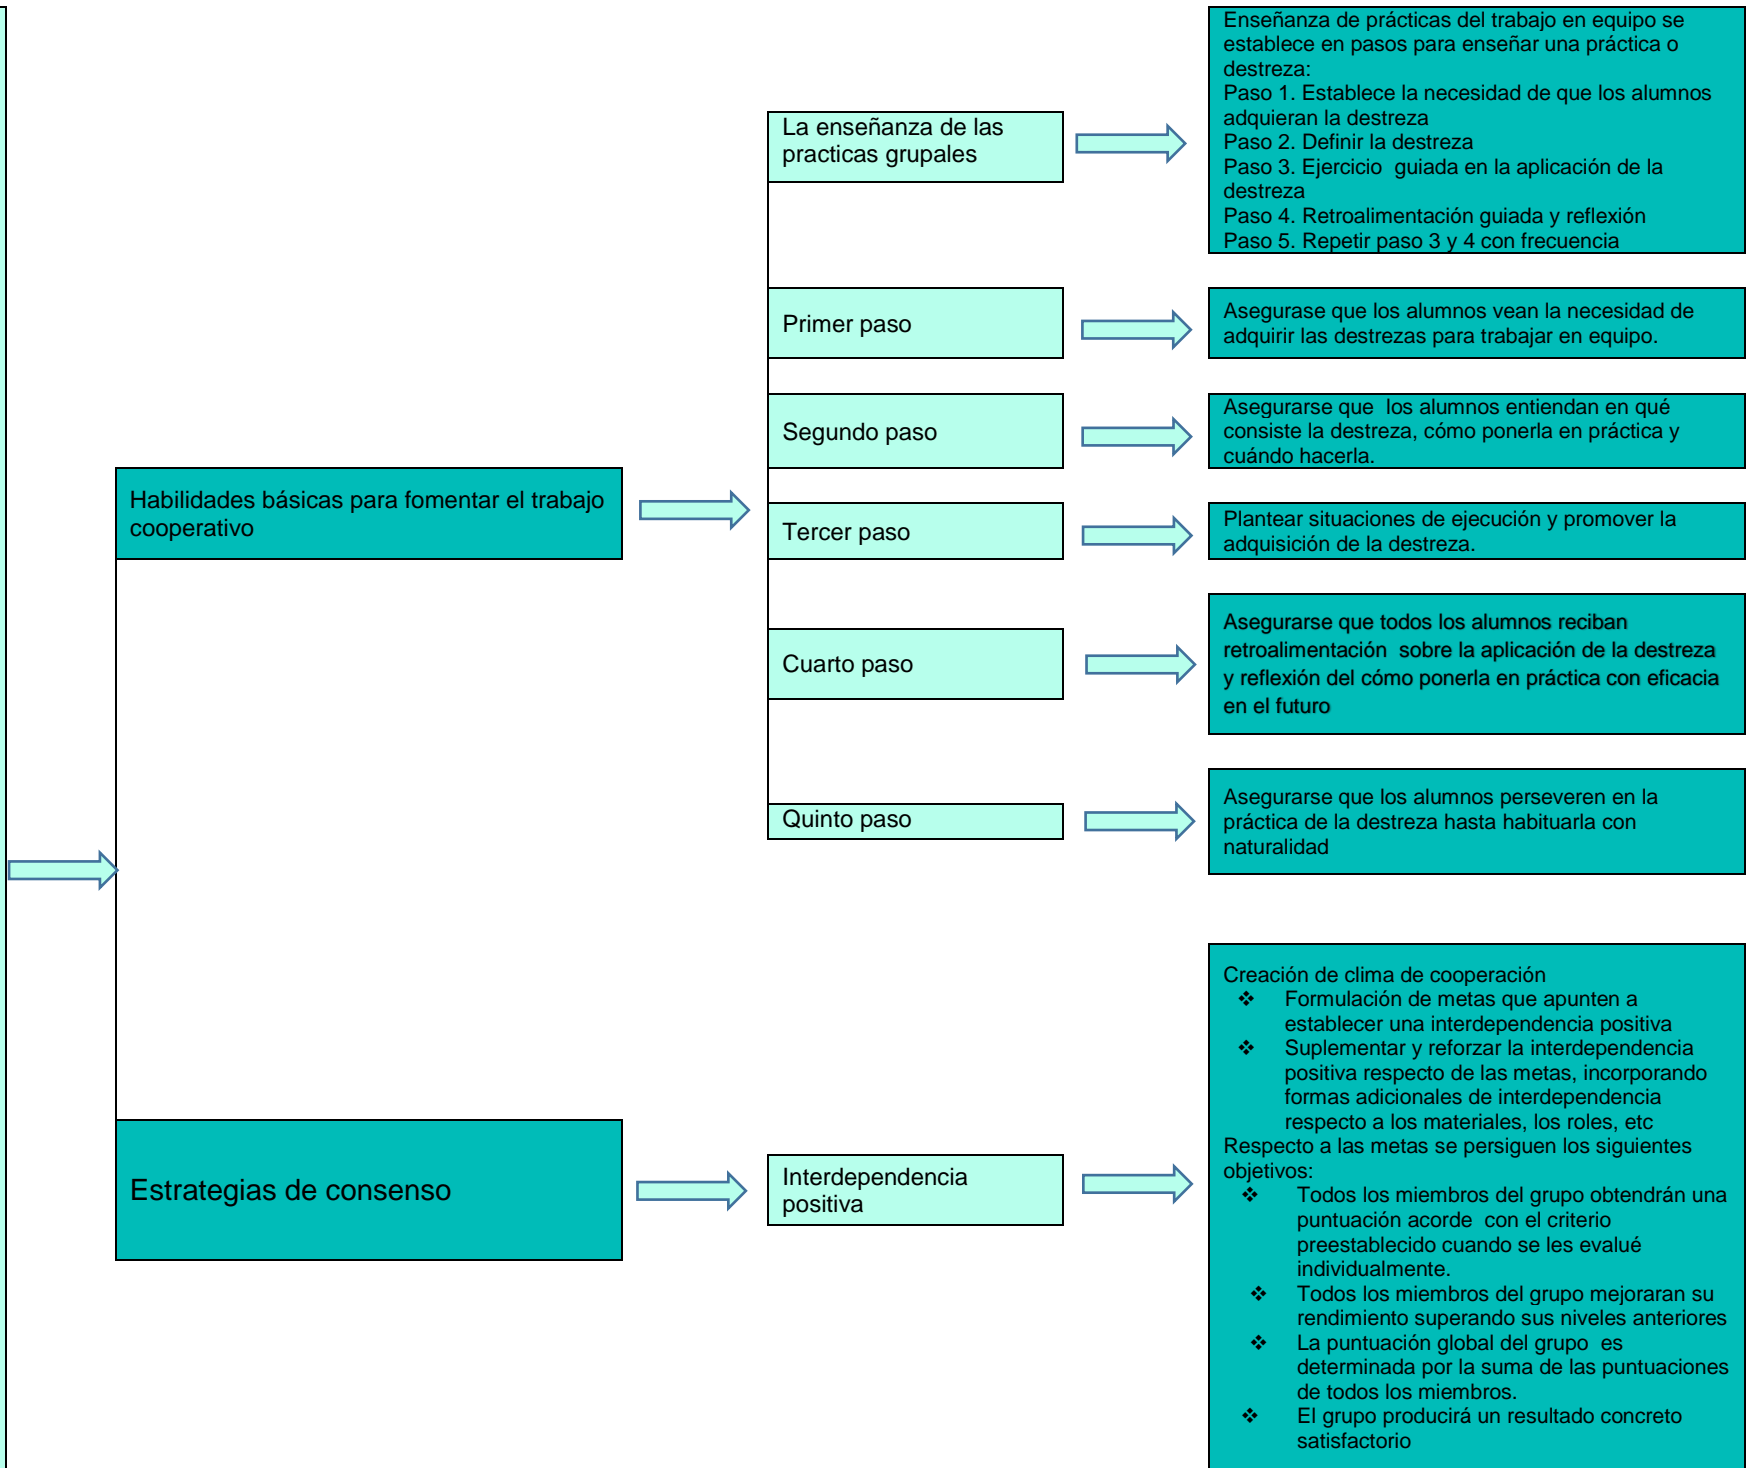 Habilidades básicas para fomentar el trabajo
cooperativo
La enseñanza de las
practicas grupales
Enseñanza de prácticas del trabajo en equipo se
establece en pasos para enseñar una práctica o
destreza:
Paso 1. Establece la necesidad de que los alumnos
adquieran la destreza
Paso 2. Definir la destreza
Paso 3. Ejercicio  guiada en la aplicación de la
destreza
Paso 4. Retroalimentación guiada y reflexión
Paso 5. Repetir paso 3 y 4 con frecuencia
Primer paso
Asegurase que los alumnos vean la necesidad de
adquirir las destrezas para trabajar en equipo.
Segundo paso
Asegurarse que  los alumnos entiendan en qué
consiste la destreza, cómo ponerla en práctica y
cuándo hacerla.
Tercer paso
Plantear situaciones de ejecución y promover la
adquisición de la destreza.
Cuarto paso
Asegurarse que todos los alumnos reciban
retroalimentación  sobre la aplicación de la destreza
y reflexión del cómo ponerla en práctica con eficacia
en el futuro
Quinto paso
Asegurarse que los alumnos perseveren en la
práctica de la destreza hasta habituarla con
naturalidad
Estrategias de consenso
Interdependencia
positiva
Creación de clima de cooperación
❖ Formulación de metas que apunten a
establecer una interdependencia positiva
❖ Suplementar y reforzar la interdependencia
positiva respecto de las metas, incorporando
formas adicionales de interdependencia
respecto a los materiales, los roles, etc
Respecto a las metas se persiguen los siguientes
objetivos:
❖ Todos los miembros del grupo obtendrán una
puntuación acorde  con el criterio
preestablecido cuando se les evalué
individualmente.
❖ Todos los miembros del grupo mejoraran su
rendimiento superando sus niveles anteriores
❖ La puntuación global del grupo  es
determinada por la suma de las puntuaciones
de todos los miembros.
❖ El grupo producirá un resultado concreto
satisfactorio